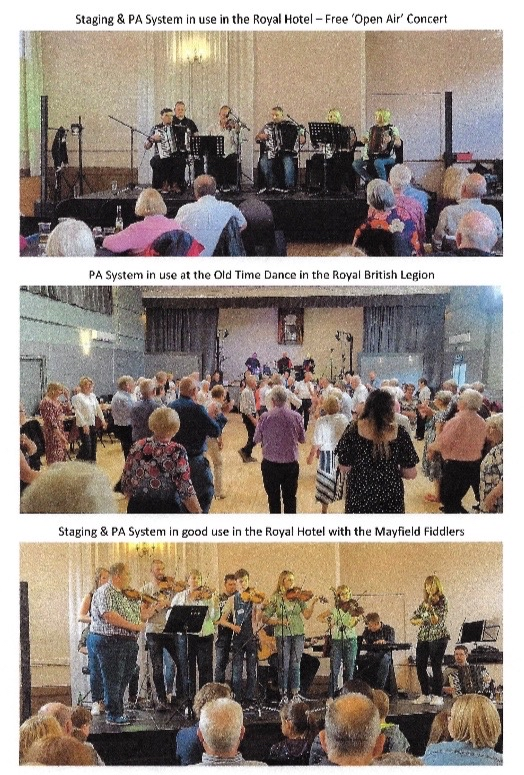 Staging & PA System in use in the Royal Hotel – Free ‘Open Air’ Concert
PA System in use at the Old Time Dance in the Royal British Legion
Staging & PA System in good use in the Royal Hotel with the Mayfield Fiddlers